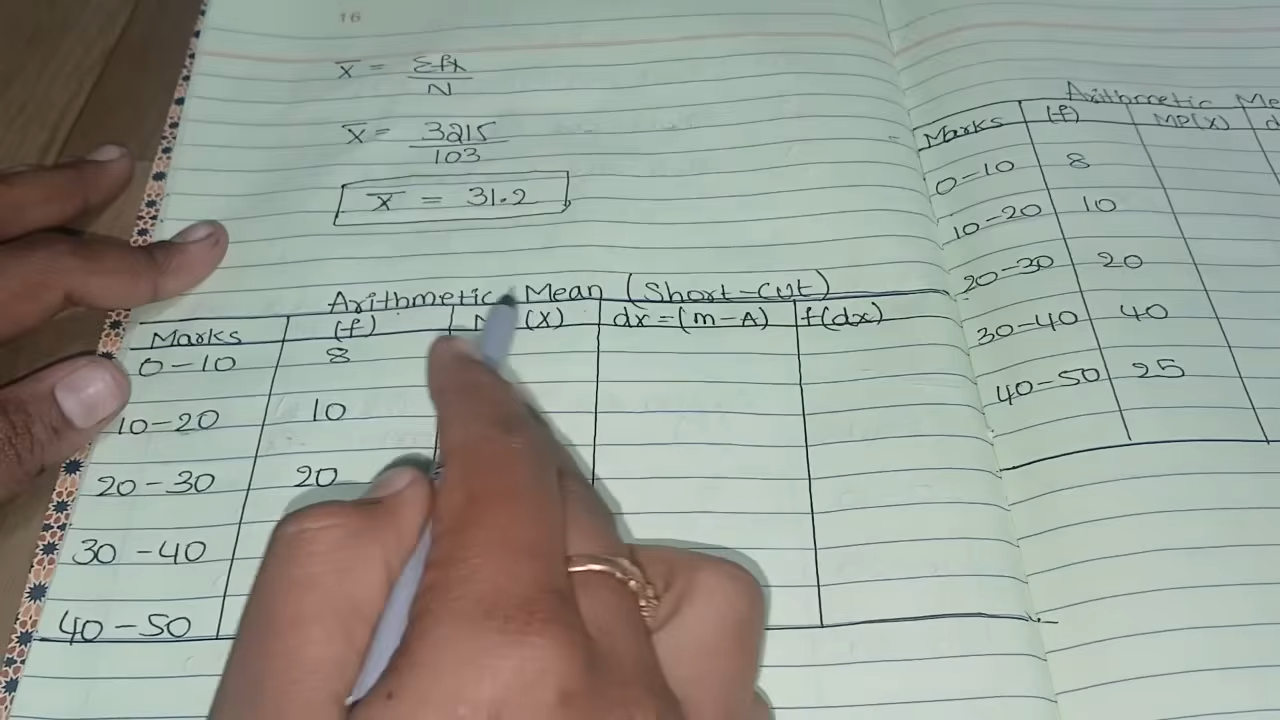 16
x̄ = Σfx
N
x̄ = 3215
103
x̄ = 31.2
Arithmetic Mean (Short-Cut)
Marks (f) (X) dx=(m-A) f(dx)
0-10 8
10-20 10
20-30 20
30-40
40-50
Arithmetic
Marks (f) MP(X) d
0-10 8
10-20 10
20-30 20
30-40 40
40-50 25